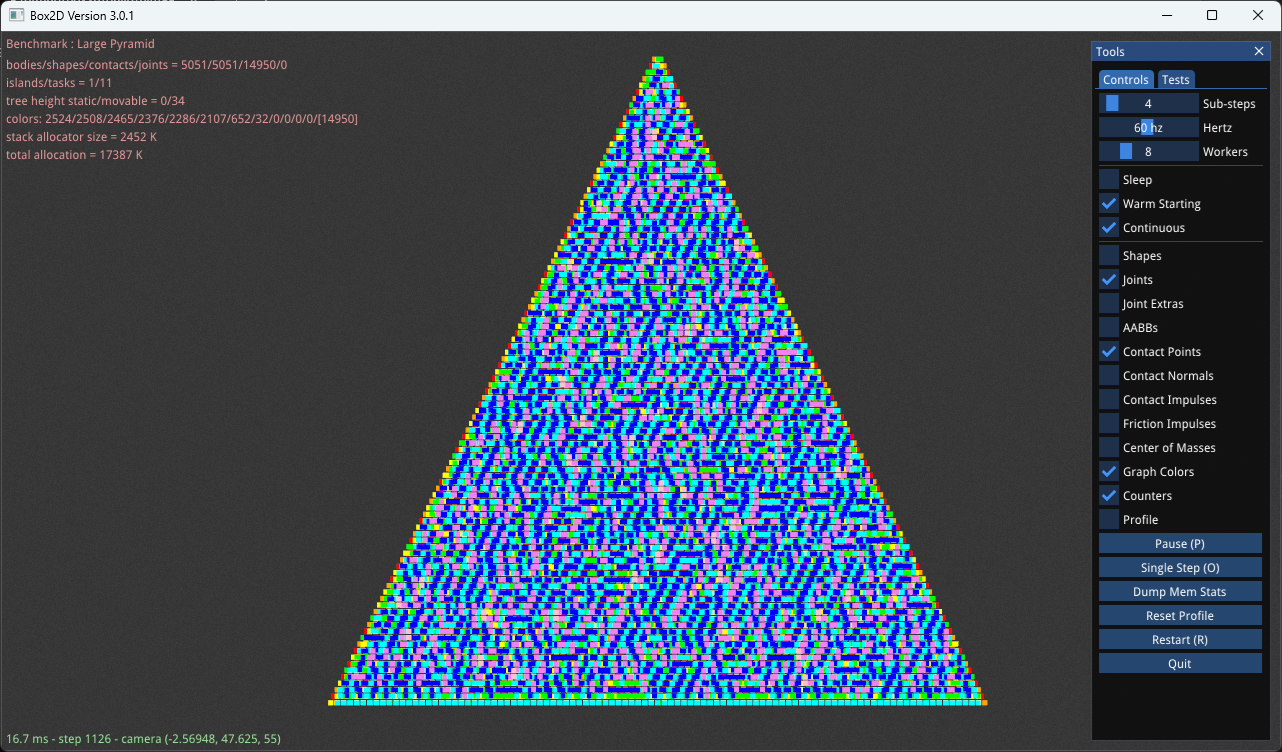 Box2D Version 3.0.1
Benchmark : Large Pyramid
bodies/shapes/contacts/joints = 5051/5051/14950/0
islands/tasks = 1/11
tree height static/movable = 0/34
colors: 2524/2508/2465/2376/2286/2107/652/32/0/0/0/0/[14950]
stack allocator size = 2452 K
total allocation = 17387 K
Tools
Controls Tests
4 Sub-steps
60 hz Hertz
8 Workers
Sleep
Warm Starting
Continuous
Shapes
Joints
Joint Extras
AABBs
Contact Points
Contact Normals
Contact Impulses
Friction Impulses
Center of Masses
Graph Colors
Counters
Profile
Pause (P)
Single Step (O)
Dump Mem Stats
Reset Profile
Restart (R)
Quit
16.7 ms - step 1126 - camera (-2.56948, 47.625, 55)